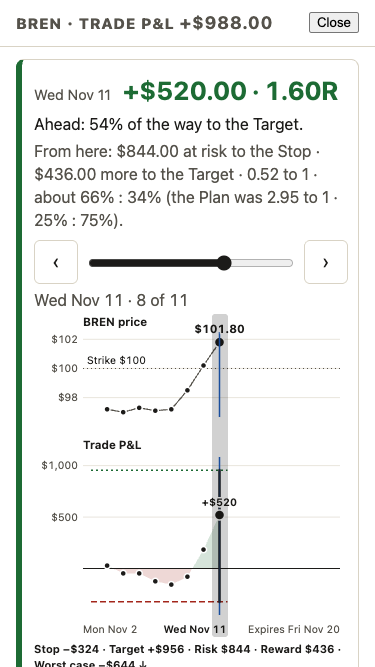 BREN · TRADE P&L +$988.00
Close
Wed Nov 11 +$520.00 · 1.60R
Ahead: 54% of the way to the Target.
From here: $844.00 at risk to the Stop ·
$436.00 more to the Target · 0.52 to 1 ·
about 66% : 34% (the Plan was 2.95 to 1 ·
25% : 75%).
‹
›
Wed Nov 11 · 8 of 11
BREN price
$101.80
$102
Strike $100
$100
$98
Trade P&L
$1,000
+$520
$500
Mon Nov 2
Wed Nov 11
Expires Fri Nov 20
Stop −$324 · Target +$956 · Risk $844 · Reward $436 ·
Worst case −$644 ↓